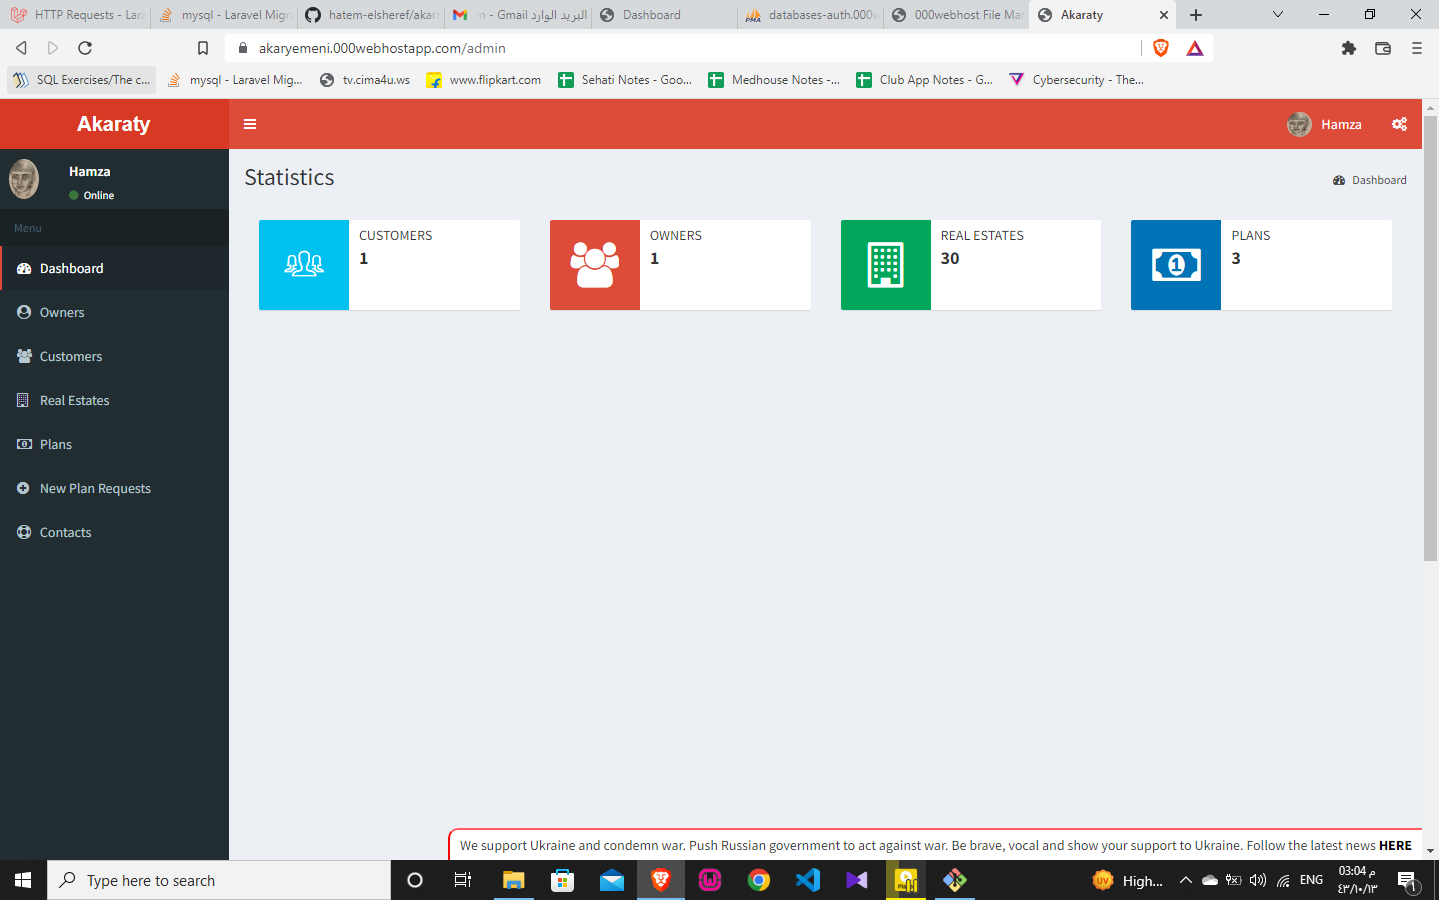 HTTP Requests - Lara
mysql - Laravel Migr
hatem-elsheref/akar
البريد الوارد Gmail - m
Dashboard
databases-auth.000w
000webhost File Ma
Akaraty
akaryemeni.000webhostapp.com/admin
SQL Exercises/The c...
mysql - Laravel Mig...
tv.cima4u.ws
www.flipkart.com
Sehati Notes - Goo...
Medhouse Notes -...
Club App Notes - G...
Cybersecurity - The...
Akaraty
Hamza
Hamza
Online
Statistics
Dashboard
Menu
Dashboard
Owners
Customers
Real Estates
Plans
New Plan Requests
Contacts
CUSTOMERS
1
OWNERS
1
REAL ESTATES
30
PLANS
3
We support Ukraine and condemn war. Push Russian government to act against war. Be brave, vocal and show your support to Ukraine. Follow the latest news HERE
Type here to search
UV
High...
ENG
03:04 م
٤٣/١٠/١٣
1